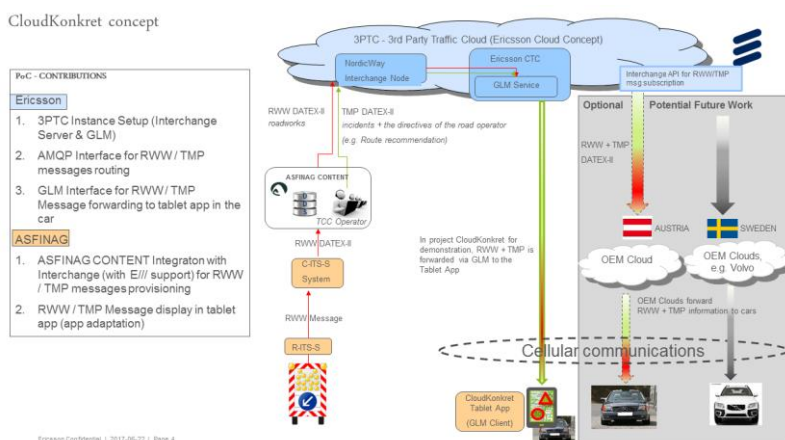 CloudKonkret concept
PoC - CONTRIBUTIONS
Ericsson
1. 3PTC Instance Setup (Interchange
Server & GLM)
2. AMQP Interface for RWW / TMP
messages routing
3. GLM Interface for RWW / TMP
Message forwarding to tablet app in the
car
ASFINAG
1. ASFINAG CONTENT Integraton with
Interchange (with E/// support) for RWW
/ TMP messages provisioning
2. RWW / TMP Message display in tablet
app (app adaptation)
3PTC - 3rd Party Traffic Cloud (Ericsson Cloud Concept)
NordicWay
Interchange Node
Ericsson CTC
GLM Service
Interchange API for RWW/TMP
msg subscription
RWW DATEX-II
roadworks
TMP DATEX-II
incidents + the directives of the road operator
(e.g. Route recommendation)
ASFINAG CONTENT
TCC Operator
RWW DATEX-II
C-ITS-S
System
RWW Message
R-ITS-S
In project CloudKonkret for
demonstration, RWW + TMP is
forwarded via GLM to the
Tablet App
Optional
Potential Future Work
RWW + TMP
DATEX-II
AUSTRIA
SWEDEN
OEM Cloud
OEM Clouds,
e.g. Volvo
OEM Clouds forward
RWW + TMP information to cars
Cellular communications
CloudKonkret
Tablet App
(GLM Client)
Ericsson Confidential | 2017-06-22 | Page 4